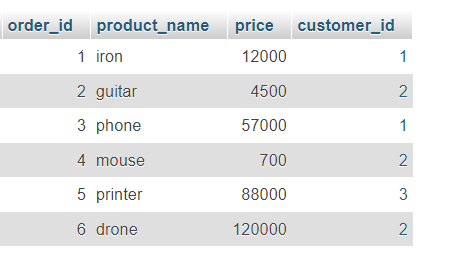 order_id product_name price customer_id
1 iron 12000 1
2 guitar 4500 2
3 phone 57000 1
4 mouse 700 2
5 printer 88000 3
6 drone 120000 2